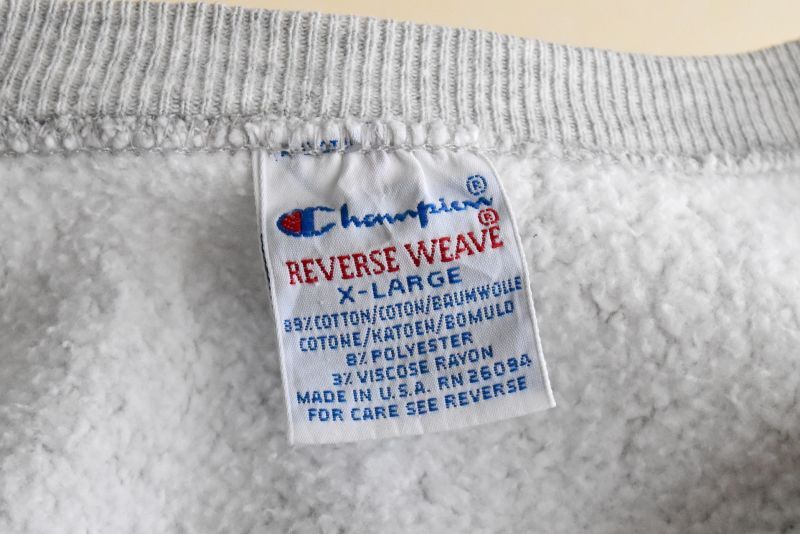 Champion®
REVERSE WEAVE®
X-LARGE
89% COTTON/COTON/BAUMWOLLE
COTONE/KATOEN/BOMULD
8% POLYESTER
3% VISCOSE RAYON
MADE IN U.S.A. RN 26094
FOR CARE SEE REVERSE